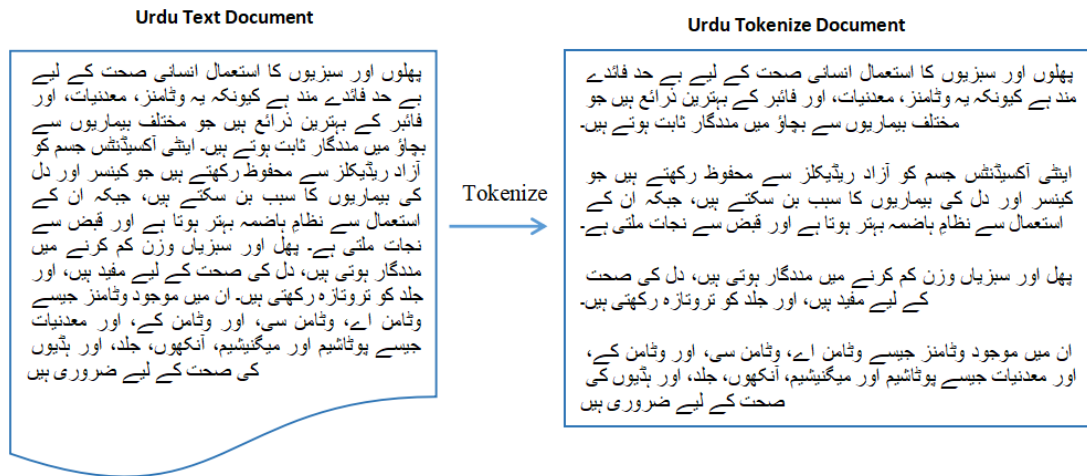 Urdu Text Document
پھلوں اور سبزیوں کا استعمال انسانی صحت کے لیے
بے حد فائدے مند ہے کیونکہ یہ وٹامنز، معدنیات، اور
فائبر کے بہترین ذرائع ہیں جو مختلف بیماریوں سے
بچاؤ میں مددگار ثابت ہوتے ہیں۔ اینٹی آکسیڈنٹس جسم کو
آزاد ریڈیکلز سے محفوظ رکھتے ہیں جو کینسر اور دل
کی بیماریوں کا سبب بن سکتے ہیں، جبکہ ان کے
استعمال سے نظامِ ہاضمہ بہتر ہوتا ہے اور قبض سے
نجات ملتی ہے۔ پھل اور سبزیاں وزن کم کرنے میں
مددگار ہوتی ہیں، دل کی صحت کے لیے مفید ہیں، اور
جلد کو تروتازہ رکھتی ہیں۔ ان میں موجود وٹامنز جیسے
وٹامن اے، وٹامن سی، اور وٹامن کے، اور معدنیات
جیسے پوٹاشیم اور میگنیشیم، آنکھوں، جلد، اور ہڈیوں
کی صحت کے لیے ضروری ہیں
Tokenize
Urdu Tokenize Document
پھلوں اور سبزیوں کا استعمال انسانی صحت کے لیے بے حد فائدے
مند ہے کیونکہ یہ وٹامنز، معدنیات، اور فائبر کے بہترین ذرائع ہیں جو
مختلف بیماریوں سے بچاؤ میں مددگار ثابت ہوتے ہیں۔
اینٹی آکسیڈنٹس جسم کو آزاد ریڈیکلز سے محفوظ رکھتے ہیں جو
کینسر اور دل کی بیماریوں کا سبب بن سکتے ہیں، جبکہ ان کے
استعمال سے نظامِ ہاضمہ بہتر ہوتا ہے اور قبض سے نجات ملتی ہے۔
پھل اور سبزیاں وزن کم کرنے میں مددگار ہوتی ہیں، دل کی صحت
کے لیے مفید ہیں، اور جلد کو تروتازہ رکھتی ہیں۔
ان میں موجود وٹامنز جیسے وٹامن اے، وٹامن سی، اور وٹامن کے،
اور معدنیات جیسے پوٹاشیم اور میگنیشیم، آنکھوں، جلد، اور ہڈیوں کی
صحت کے لیے ضروری ہیں